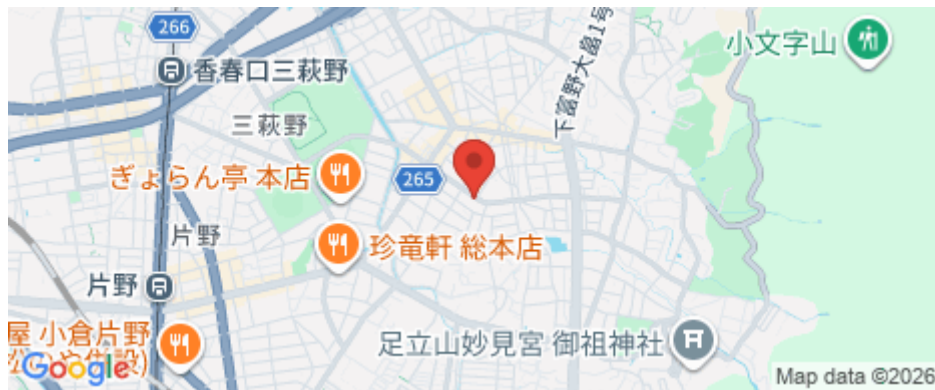 266
小文字山
香春口三萩野
下富野大畠1号
三萩野
ぎょらん亭 本店
265
片野
珍竜軒 総本店
片野
屋 小倉片野
足立山妙見宮 御祖神社
Google
Map data ©2026